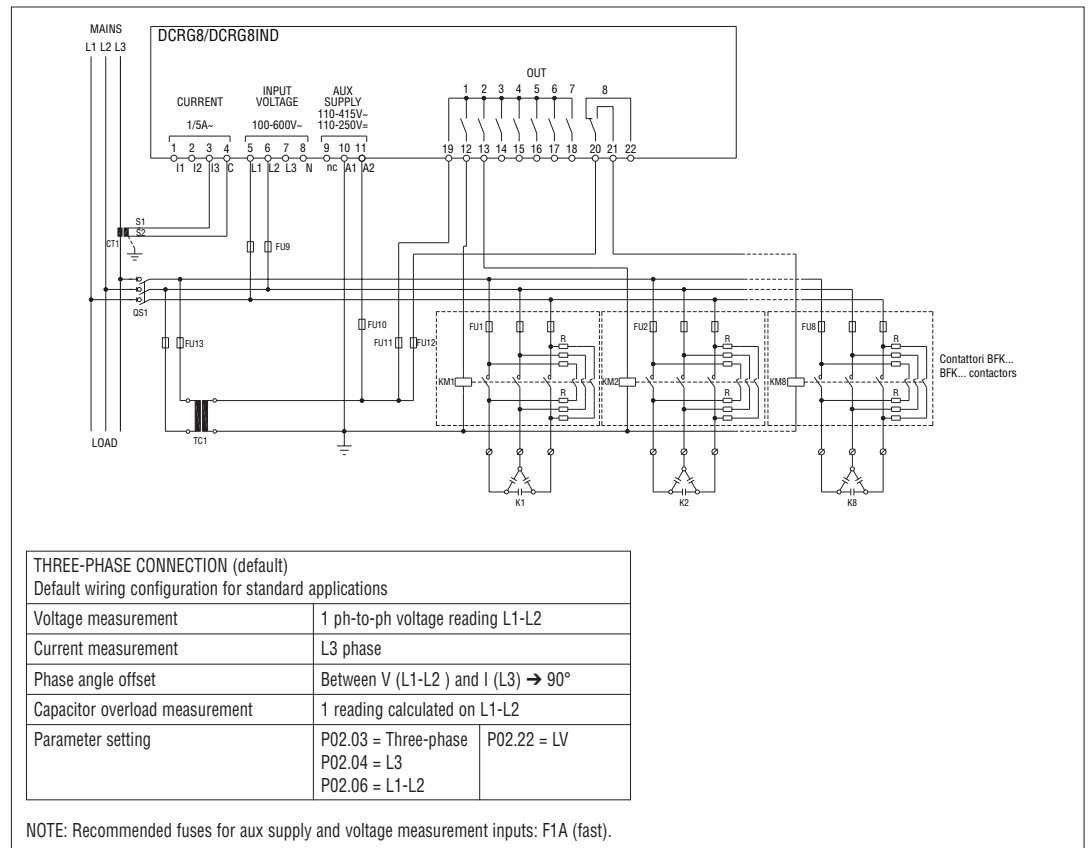 MAINS
L1 L2 L3
DCRG8/DCRG8IND
OUT
1 2 3 4 5 6 7 8
CURRENT
1/5A~
INPUT
VOLTAGE
100-600V~
AUX
SUPPLY
110-415V~
110-250V=
1 2 3 4 5 6 7 8 9 10 11
I1 I2 I3 C L1 L2 L3 N nc A1 A2
19 12 13 14 15 16 17 18 20 21 22
S1
S2
CT1
FU9
QS1
FU13
FU10
FU11
FU12
FU1
R
KM1
R
FU2
R
KM2
R
FU8
R
KM8
R
Contattori BFK...
BFK... contactors
LOAD
TC1
K1
K2
K8
THREE-PHASE CONNECTION (default)
Default wiring configuration for standard applications
Voltage measurement 1 ph-to-ph voltage reading L1-L2
Current measurement L3 phase
Phase angle offset Between V (L1-L2 ) and I (L3) ➔ 90°
Capacitor overload measurement 1 reading calculated on L1-L2
Parameter setting P02.03 = Three-phase P02.22 = LV
P02.04 = L3
P02.06 = L1-L2
NOTE: Recommended fuses for aux supply and voltage measurement inputs: F1A (fast).